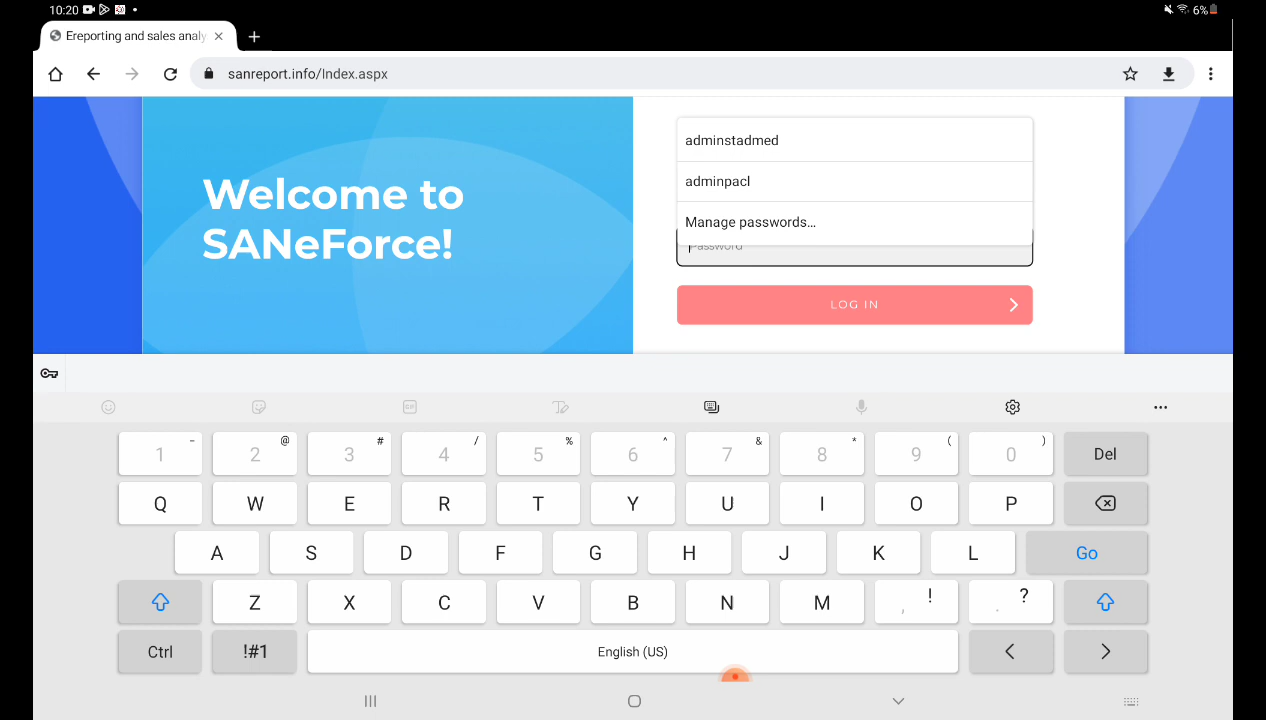 10:20
6%
Ereporting and sales analy
sanreport.info/Index.aspx
Welcome to
SANeForce!
adminstadmed
adminpacl
Manage passwords...
Password
LOG IN
GIF
1 - 2 @ 3 # 4 / 5 % 6 ^ 7 & 8 * 9 ( 0 ) Del
Q W E R T Y U I O P
A S D F G H J K L Go
Z X C V B N M , ! . ?
Ctrl !#1 English (US) < >